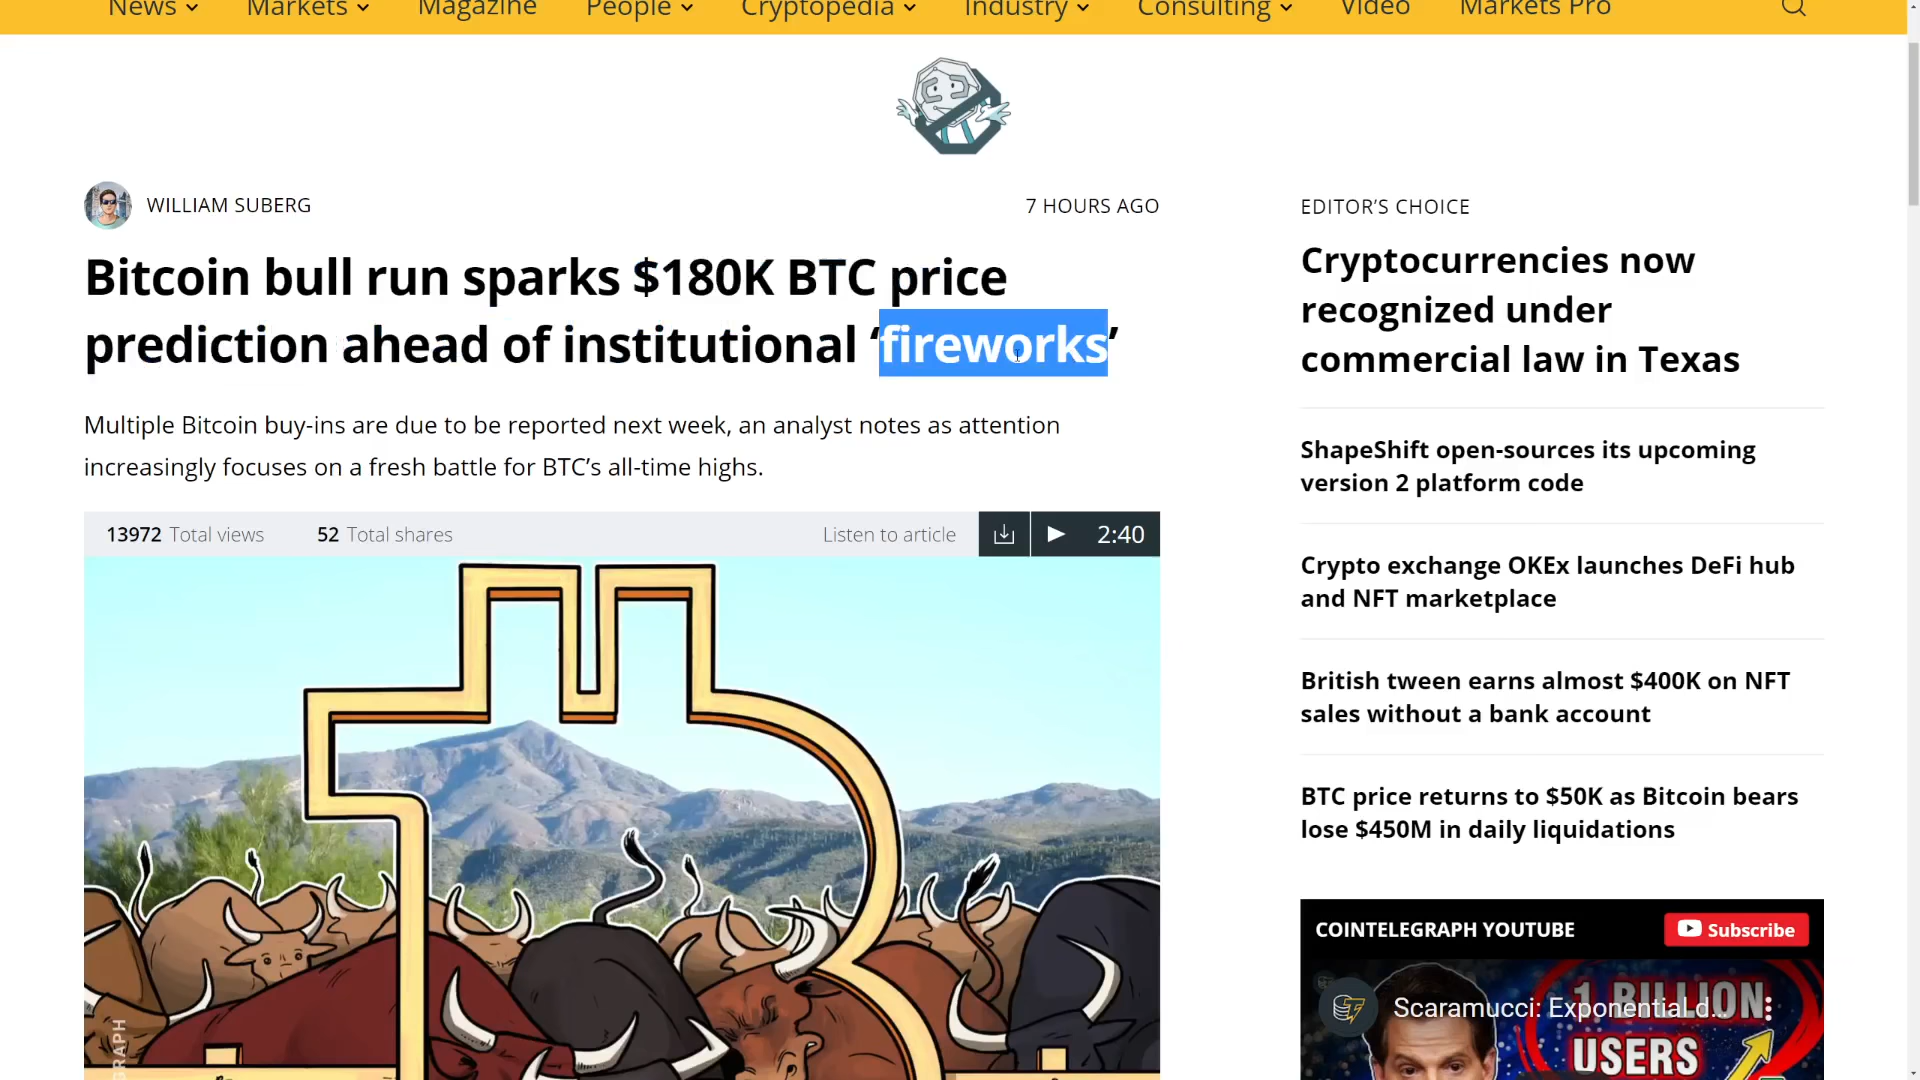 News
Markets
Magazine
People
Cryptopedia
Industry
Consulting
Video
Markets Pro
WILLIAM SUBERG
7 HOURS AGO
Bitcoin bull run sparks $180K BTC price
prediction ahead of institutional ‘fireworks’
Multiple Bitcoin buy-ins are due to be reported next week, an analyst notes as attention
increasingly focuses on a fresh battle for BTC’s all-time highs.
13972 Total views
52 Total shares
Listen to article
2:40
GRAPH
EDITOR’S CHOICE
Cryptocurrencies now
recognized under
commercial law in Texas
ShapeShift open-sources its upcoming
version 2 platform code
Crypto exchange OKEx launches DeFi hub
and NFT marketplace
British tween earns almost $400K on NFT
sales without a bank account
BTC price returns to $50K as Bitcoin bears
lose $450M in daily liquidations
COINTELEGRAPH YOUTUBE
Subscribe
Scaramucci: Exponential d...
1 BILLION
USERS